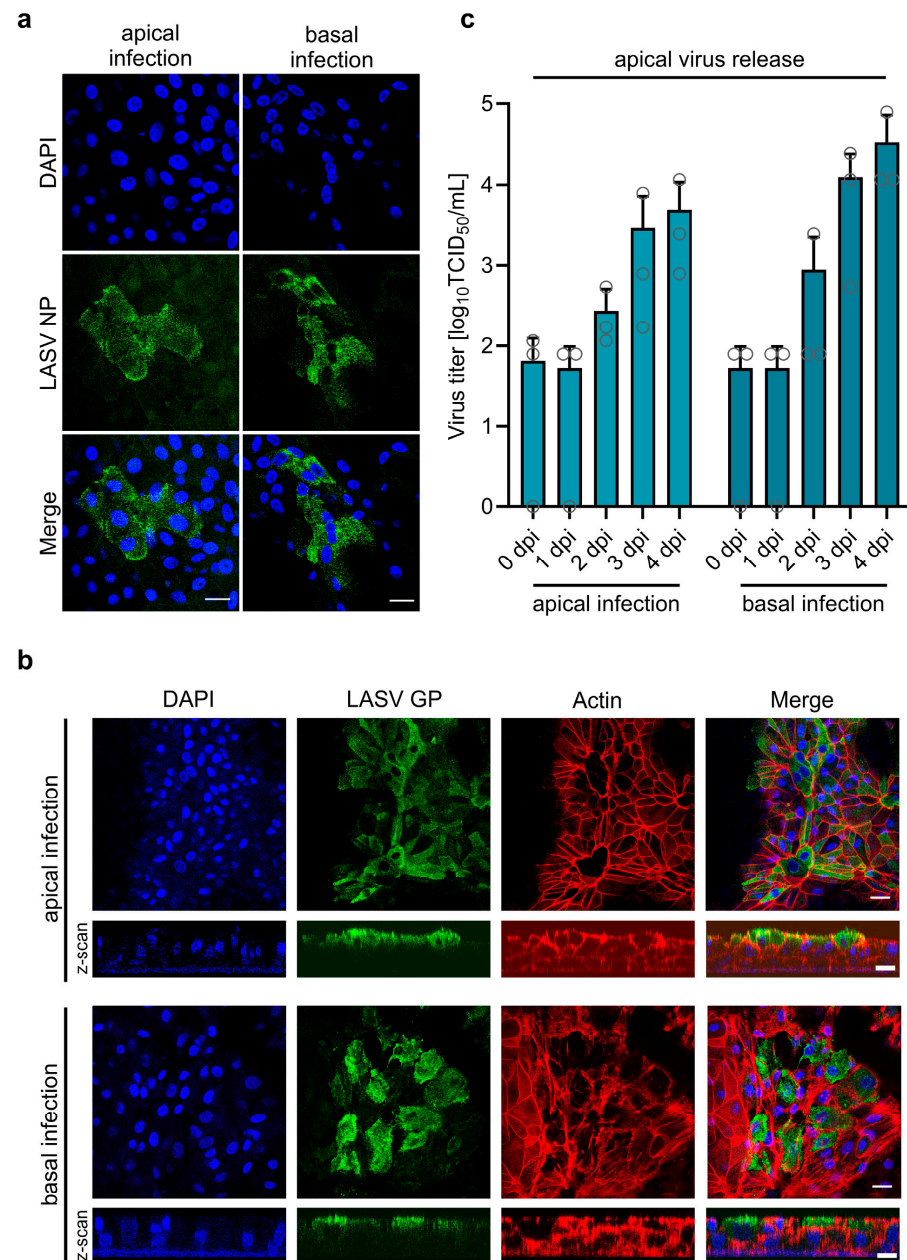 a
apical
infection
basal
infection
DAPI
LASV NP
Merge
c
apical virus release
Virus titer [log10TCID50/mL]
5
4
3
2
1
0
0 dpi
1 dpi
2 dpi
3 dpi
4 dpi
0 dpi
1 dpi
2 dpi
3 dpi
4 dpi
apical infection
basal infection
b
DAPI
LASV GP
Actin
Merge
apical infection
z-scan
basal infection
z-scan